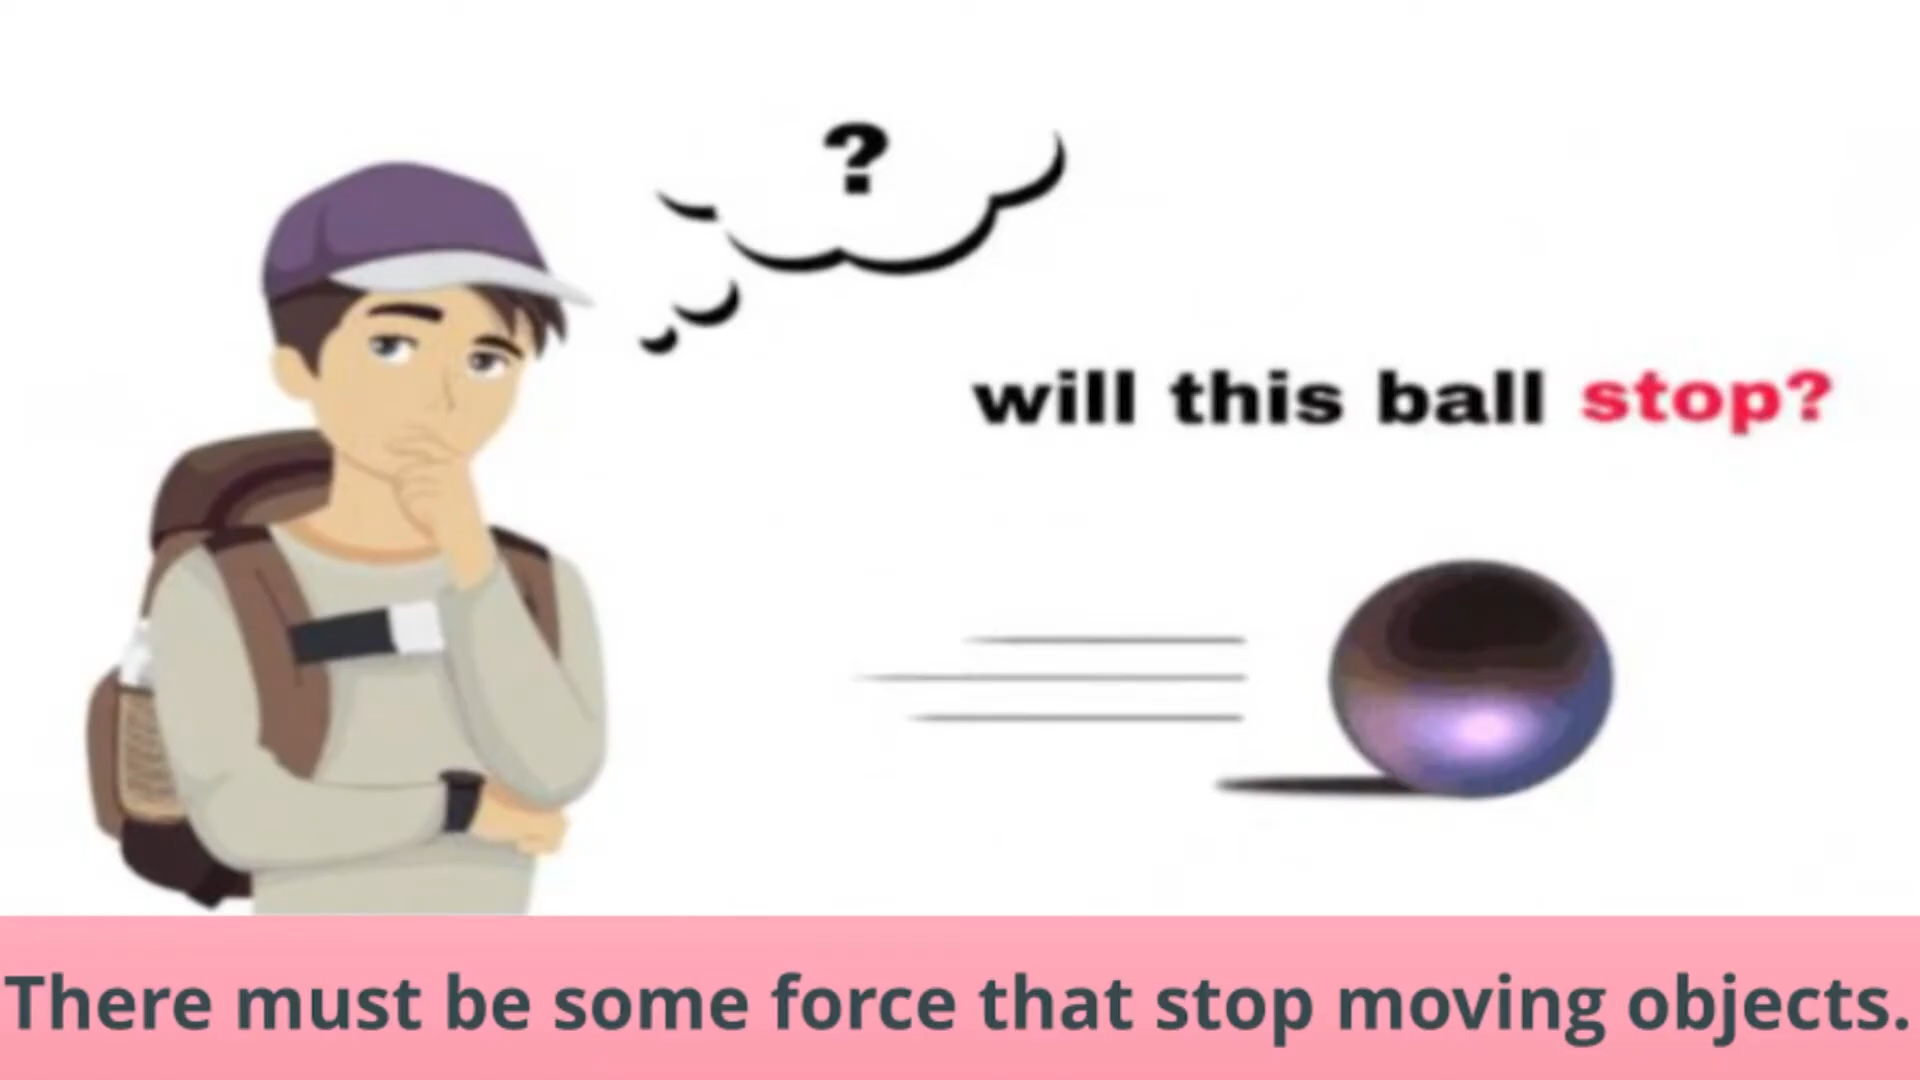 ?
will this ball stop?
There must be some force that stop moving objects.